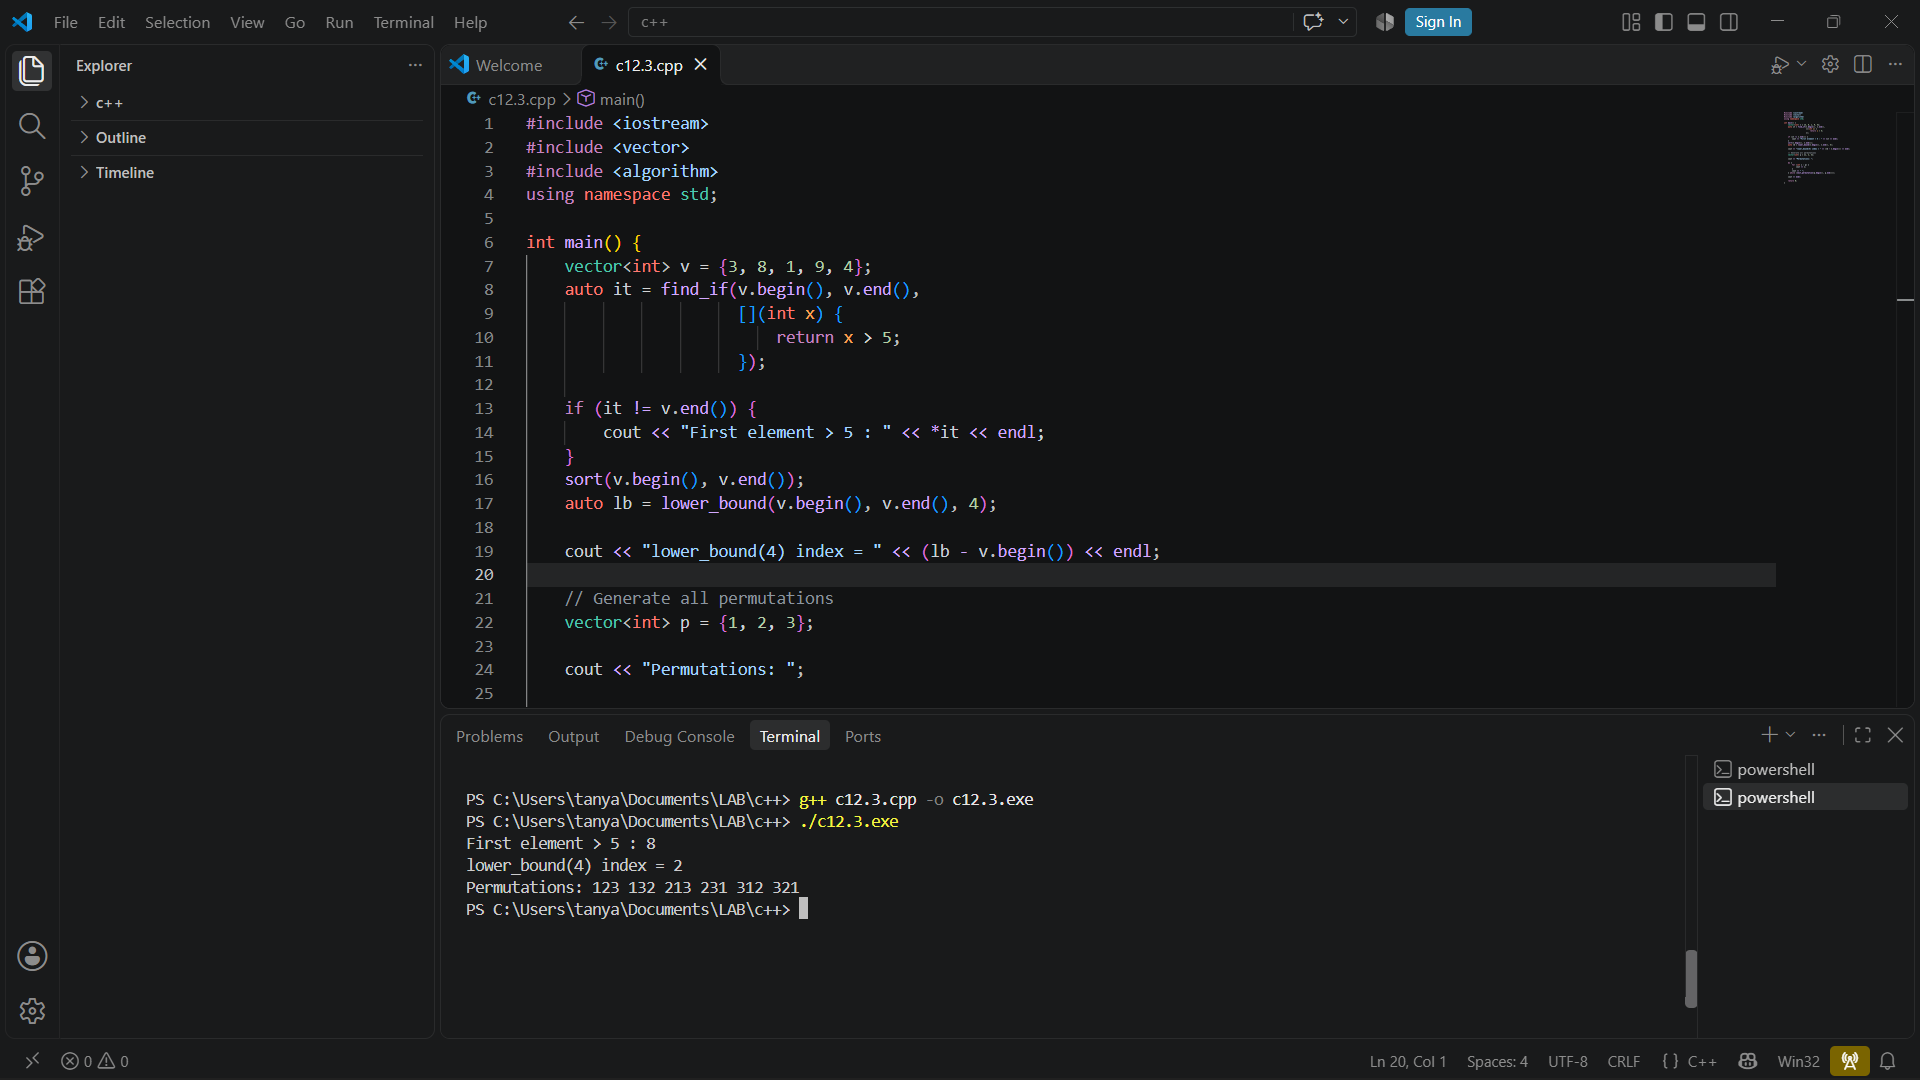 File Edit Selection View Go Run Terminal Help
c++
Sign In
Explorer
c++
Outline
Timeline
Welcome
c12.3.cpp
c12.3.cpp > main()
1 #include <iostream>
2 #include <vector>
3 #include <algorithm>
4 using namespace std;
5
6 int main() {
7 vector<int> v = {3, 8, 1, 9, 4};
8 auto it = find_if(v.begin(), v.end(),
9 [](int x) {
10 return x > 5;
11 });
12
13 if (it != v.end()) {
14 cout << "First element > 5 : " << *it << endl;
15 }
16 sort(v.begin(), v.end());
17 auto lb = lower_bound(v.begin(), v.end(), 4);
18
19 cout << "lower_bound(4) index = " << (lb - v.begin()) << endl;
20
21 // Generate all permutations
22 vector<int> p = {1, 2, 3};
23
24 cout << "Permutations: ";
25
Problems Output Debug Console Terminal Ports
powershell
powershell
PS C:\Users\tanya\Documents\LAB\c++> g++ c12.3.cpp -o c12.3.exe
PS C:\Users\tanya\Documents\LAB\c++> ./c12.3.exe
First element > 5 : 8
lower_bound(4) index = 2
Permutations: 123 132 213 231 312 321
PS C:\Users\tanya\Documents\LAB\c++>
0 0
Ln 20, Col 1 Spaces: 4 UTF-8 CRLF {} C++ Win32